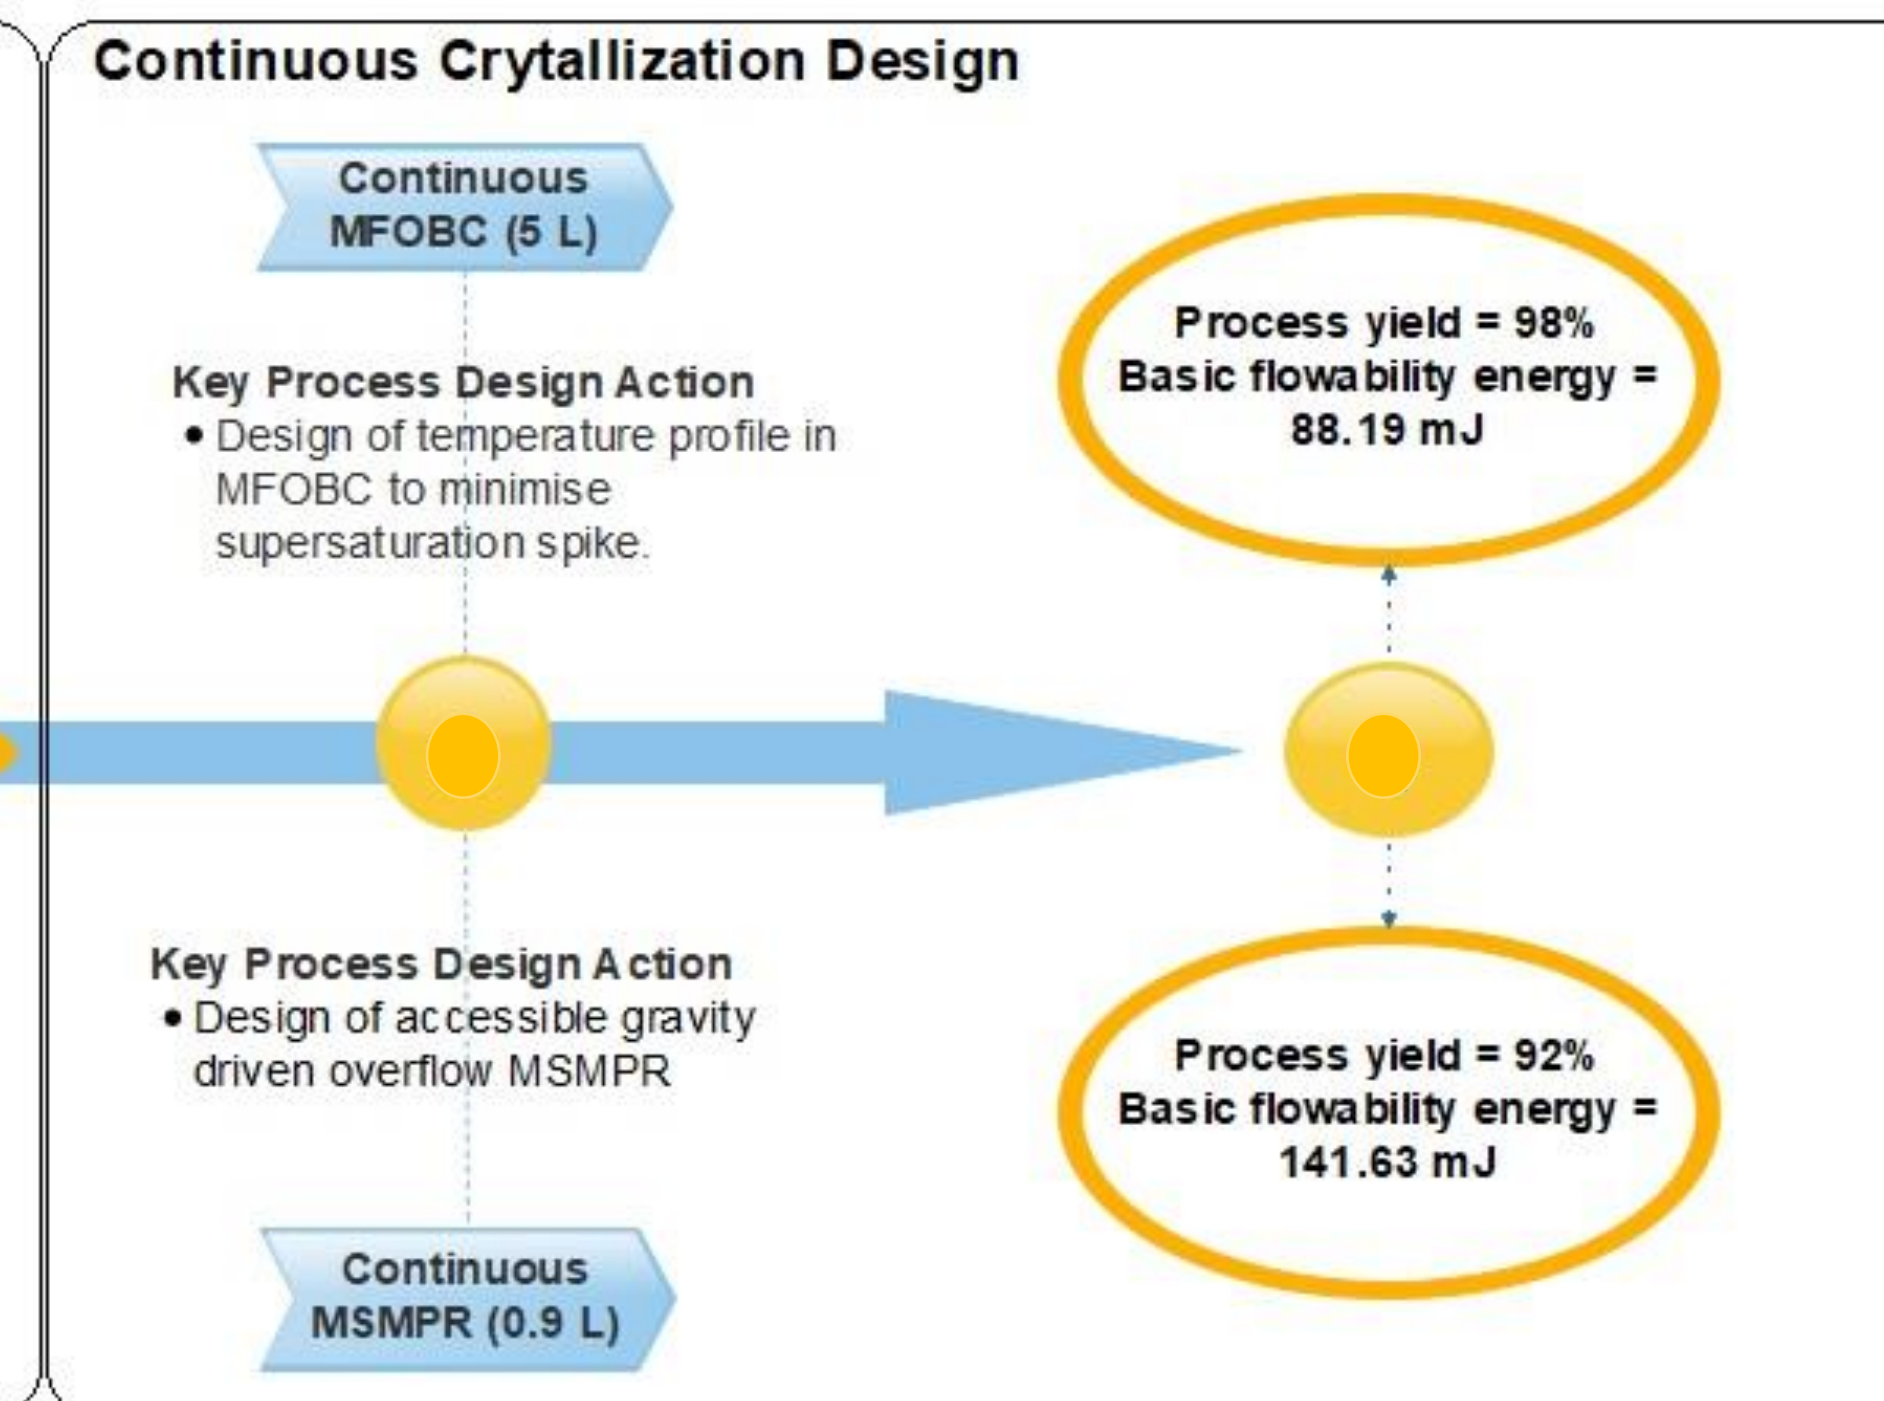 Continuous Crytallization Design
Continuous
MFOBC (5 L)
Key Process Design Action
• Design of temperature profile in
MFOBC to minimise
supersaturation spike.
Process yield = 98%
Basic flowability energy =
88.19 mJ
Key Process Design Action
• Design of accessible gravity
driven overflow MSMPR
Continuous
MSMPR (0.9 L)
Process yield = 92%
Basic flowability energy =
141.63 mJ